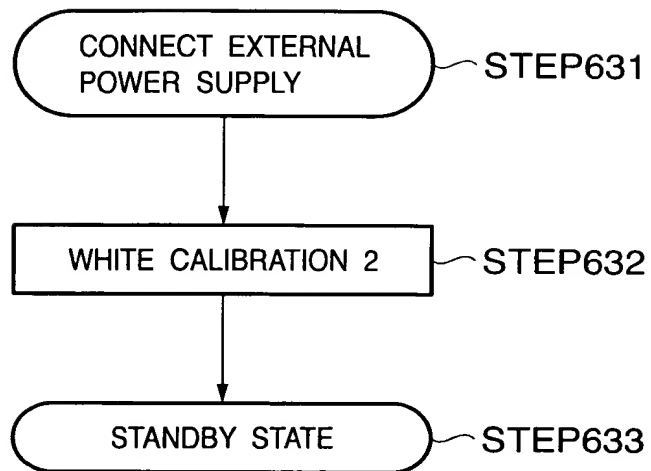 CONNECT EXTERNAL
POWER SUPPLY
STEP631
WHITE CALIBRATION 2
STEP632
STANDBY STATE
STEP633